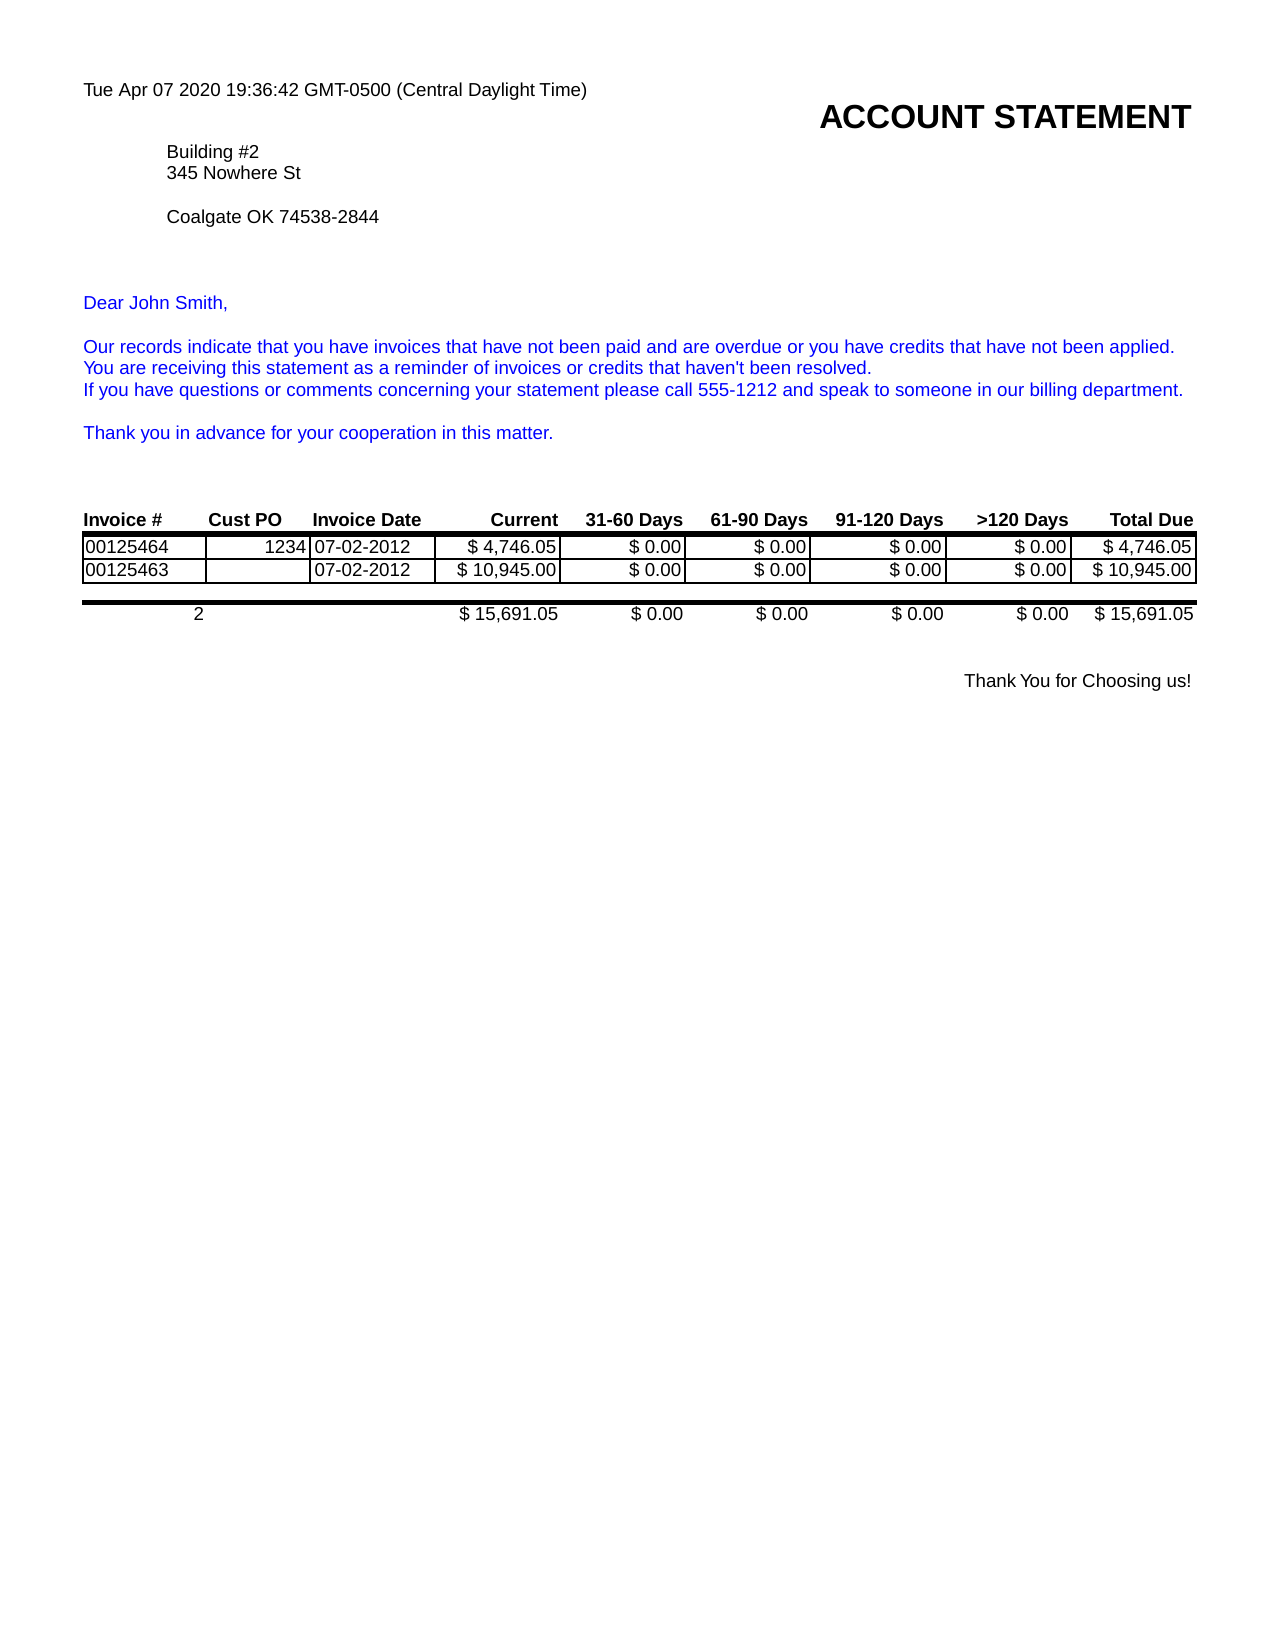 Tue Apr 07 2020 19:36:42 GMT-0500 (Central Daylight Time)
ACCOUNT STATEMENT
Building #2
345 Nowhere St
Coalgate OK 74538-2844
Dear John Smith,
Our records indicate that you have invoices that have not been paid and are overdue or you have credits that have not been applied.
You are receiving this statement as a reminder of invoices or credits that haven't been resolved.
If you have questions or comments concerning your statement please call 555-1212 and speak to someone in our billing department.
Thank you in advance for your cooperation in this matter.
Invoice # Cust PO Invoice Date Current 31-60 Days 61-90 Days 91-120 Days >120 Days Total Due
00125464 1234 07-02-2012 $ 4,746.05 $ 0.00 $ 0.00 $ 0.00 $ 0.00 $ 4,746.05
00125463 07-02-2012 $ 10,945.00 $ 0.00 $ 0.00 $ 0.00 $ 0.00 $ 10,945.00
2 $ 15,691.05 $ 0.00 $ 0.00 $ 0.00 $ 0.00 $ 15,691.05
Thank You for Choosing us!